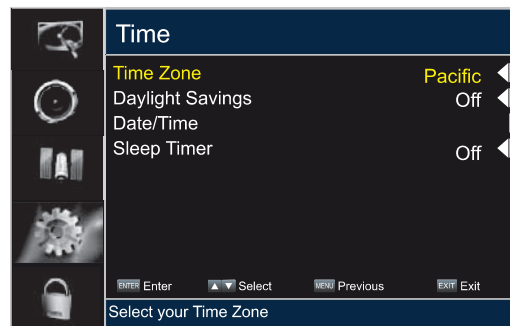 Time
Time Zone Pacific
Daylight Savings Off
Date/Time
Sleep Timer Off
ENTER Enter Select MENU Previous EXIT Exit
Select your Time Zone